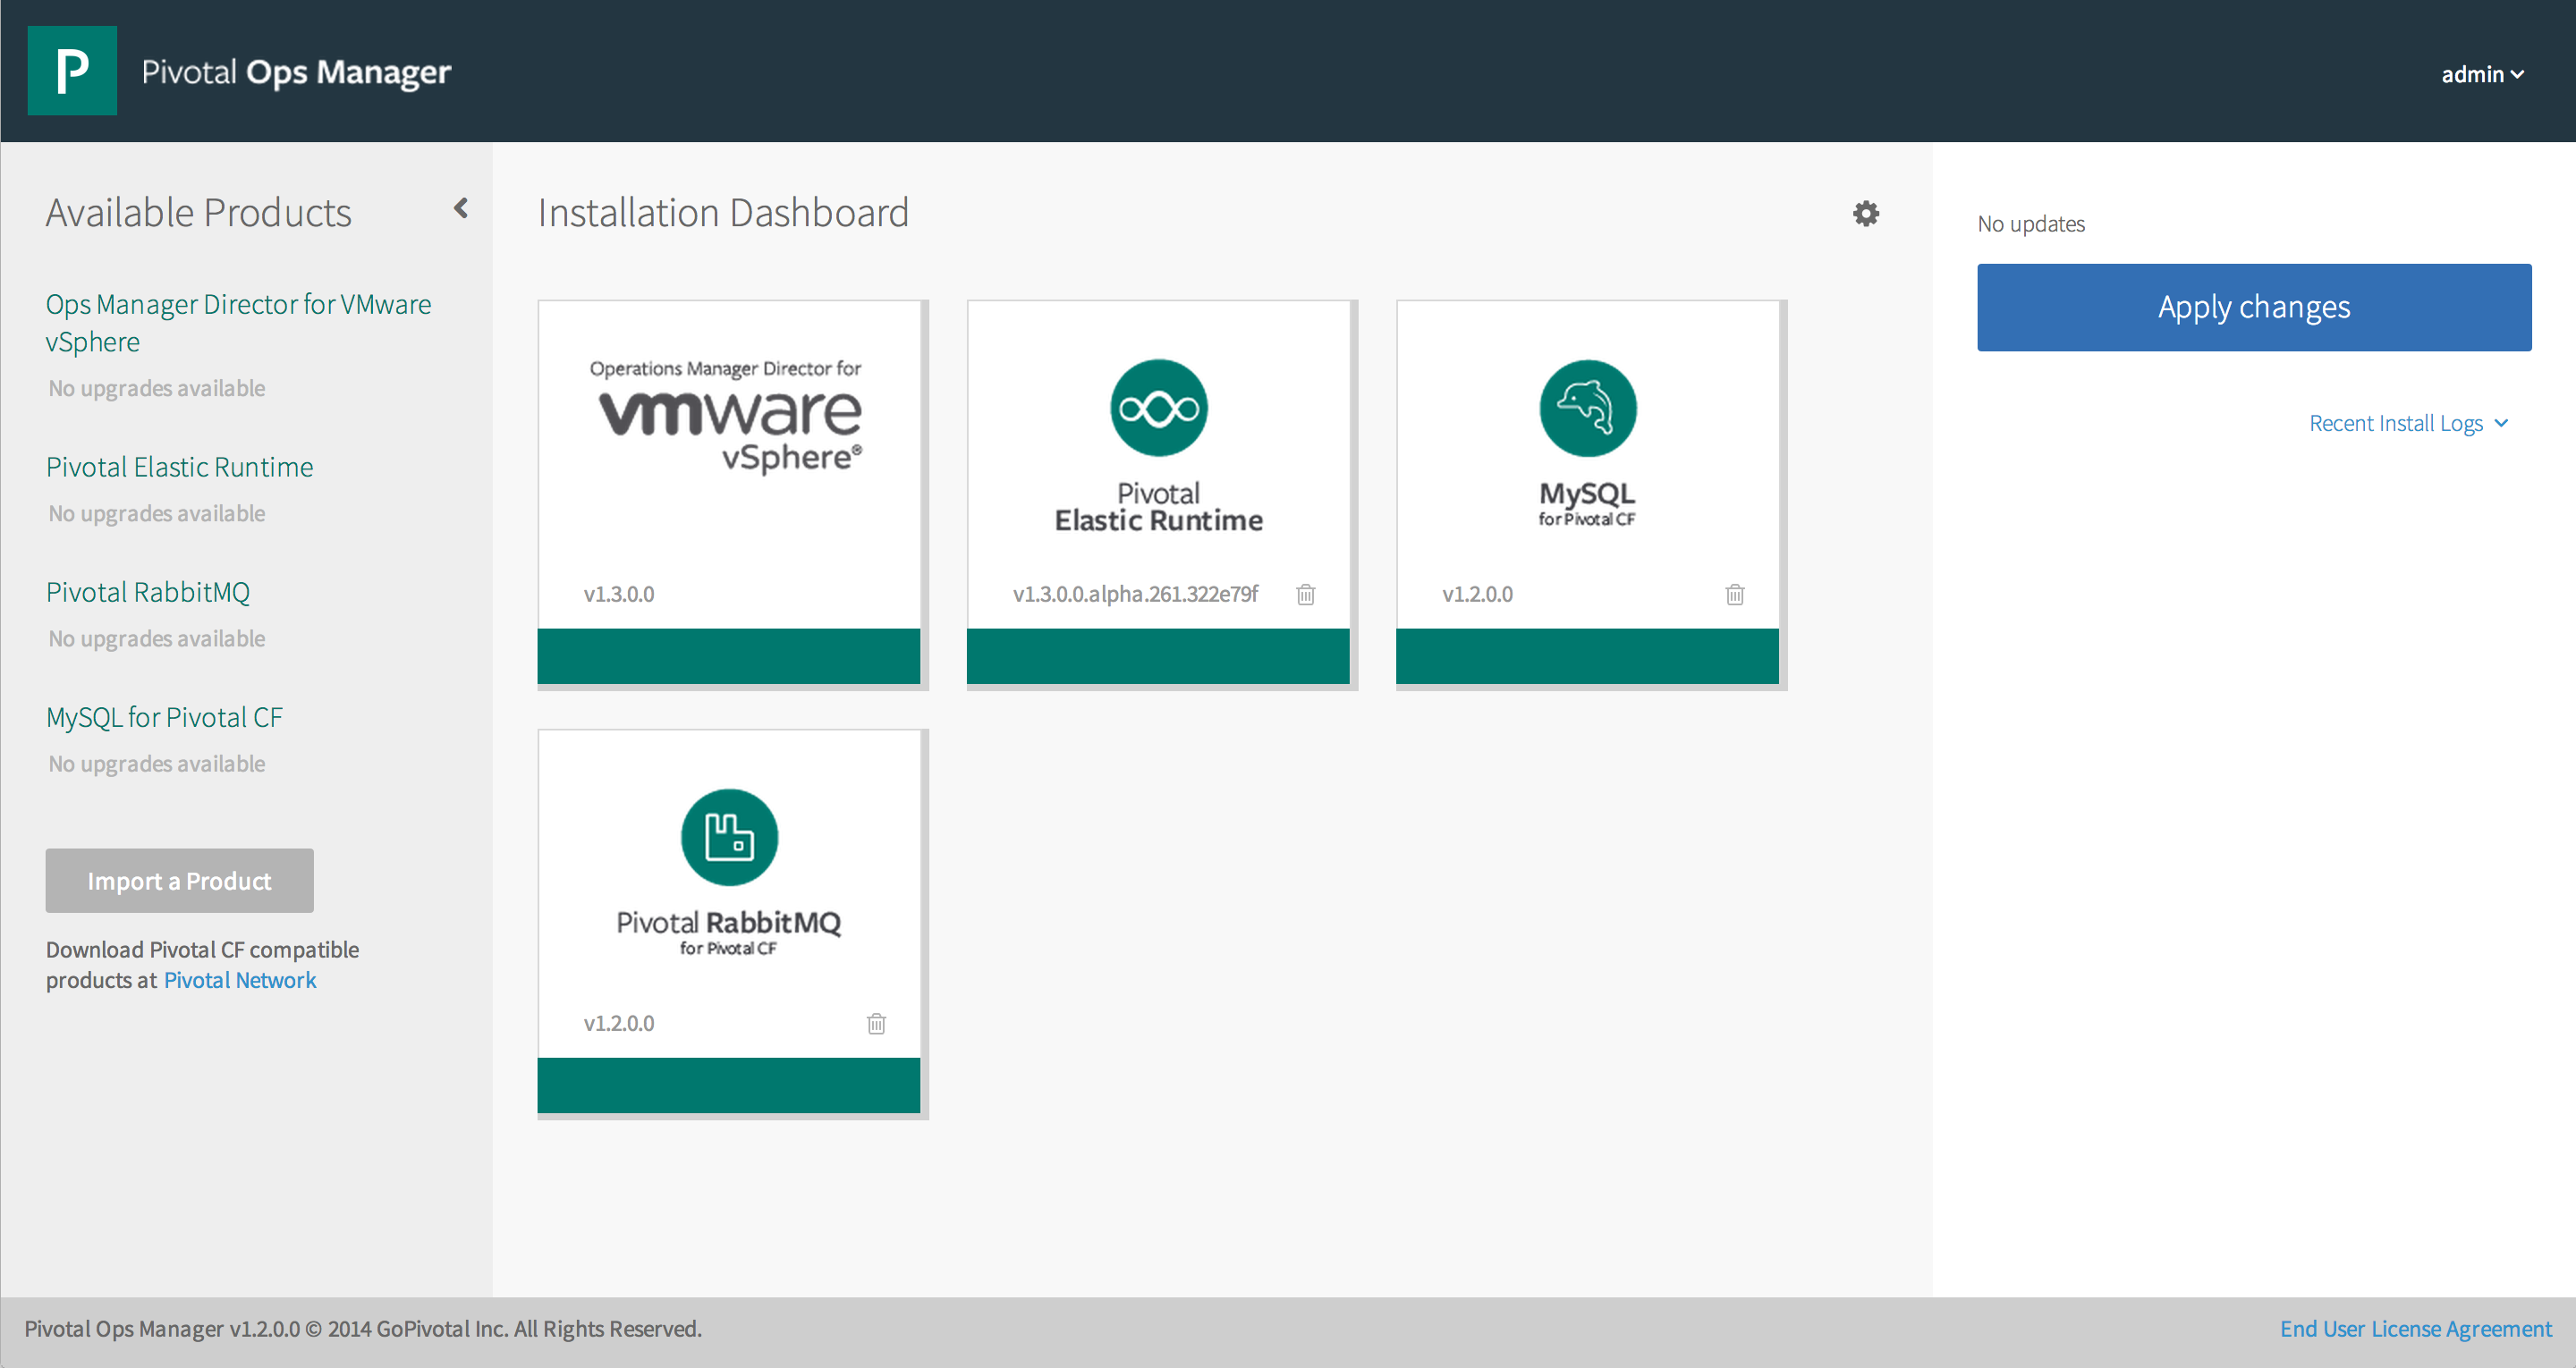 P
Pivotal Ops Manager
admin
Available Products
Ops Manager Director for VMware
vSphere
No upgrades available
Pivotal Elastic Runtime
No upgrades available
Pivotal RabbitMQ
No upgrades available
MySQL for Pivotal CF
No upgrades available
Import a Product
Download Pivotal CF compatible
products at Pivotal Network
Installation Dashboard
Operations Manager Director for
vmware
vSphere®
v1.3.0.0
Pivotal
Elastic Runtime
v1.3.0.0.alpha.261.322e79f
MySQL
for Pivotal CF
v1.2.0.0
Pivotal RabbitMQ
for Pivotal CF
v1.2.0.0
No updates
Apply changes
Recent Install Logs
Pivotal Ops Manager v1.2.0.0 © 2014 GoPivotal Inc. All Rights Reserved.
End User License Agreement